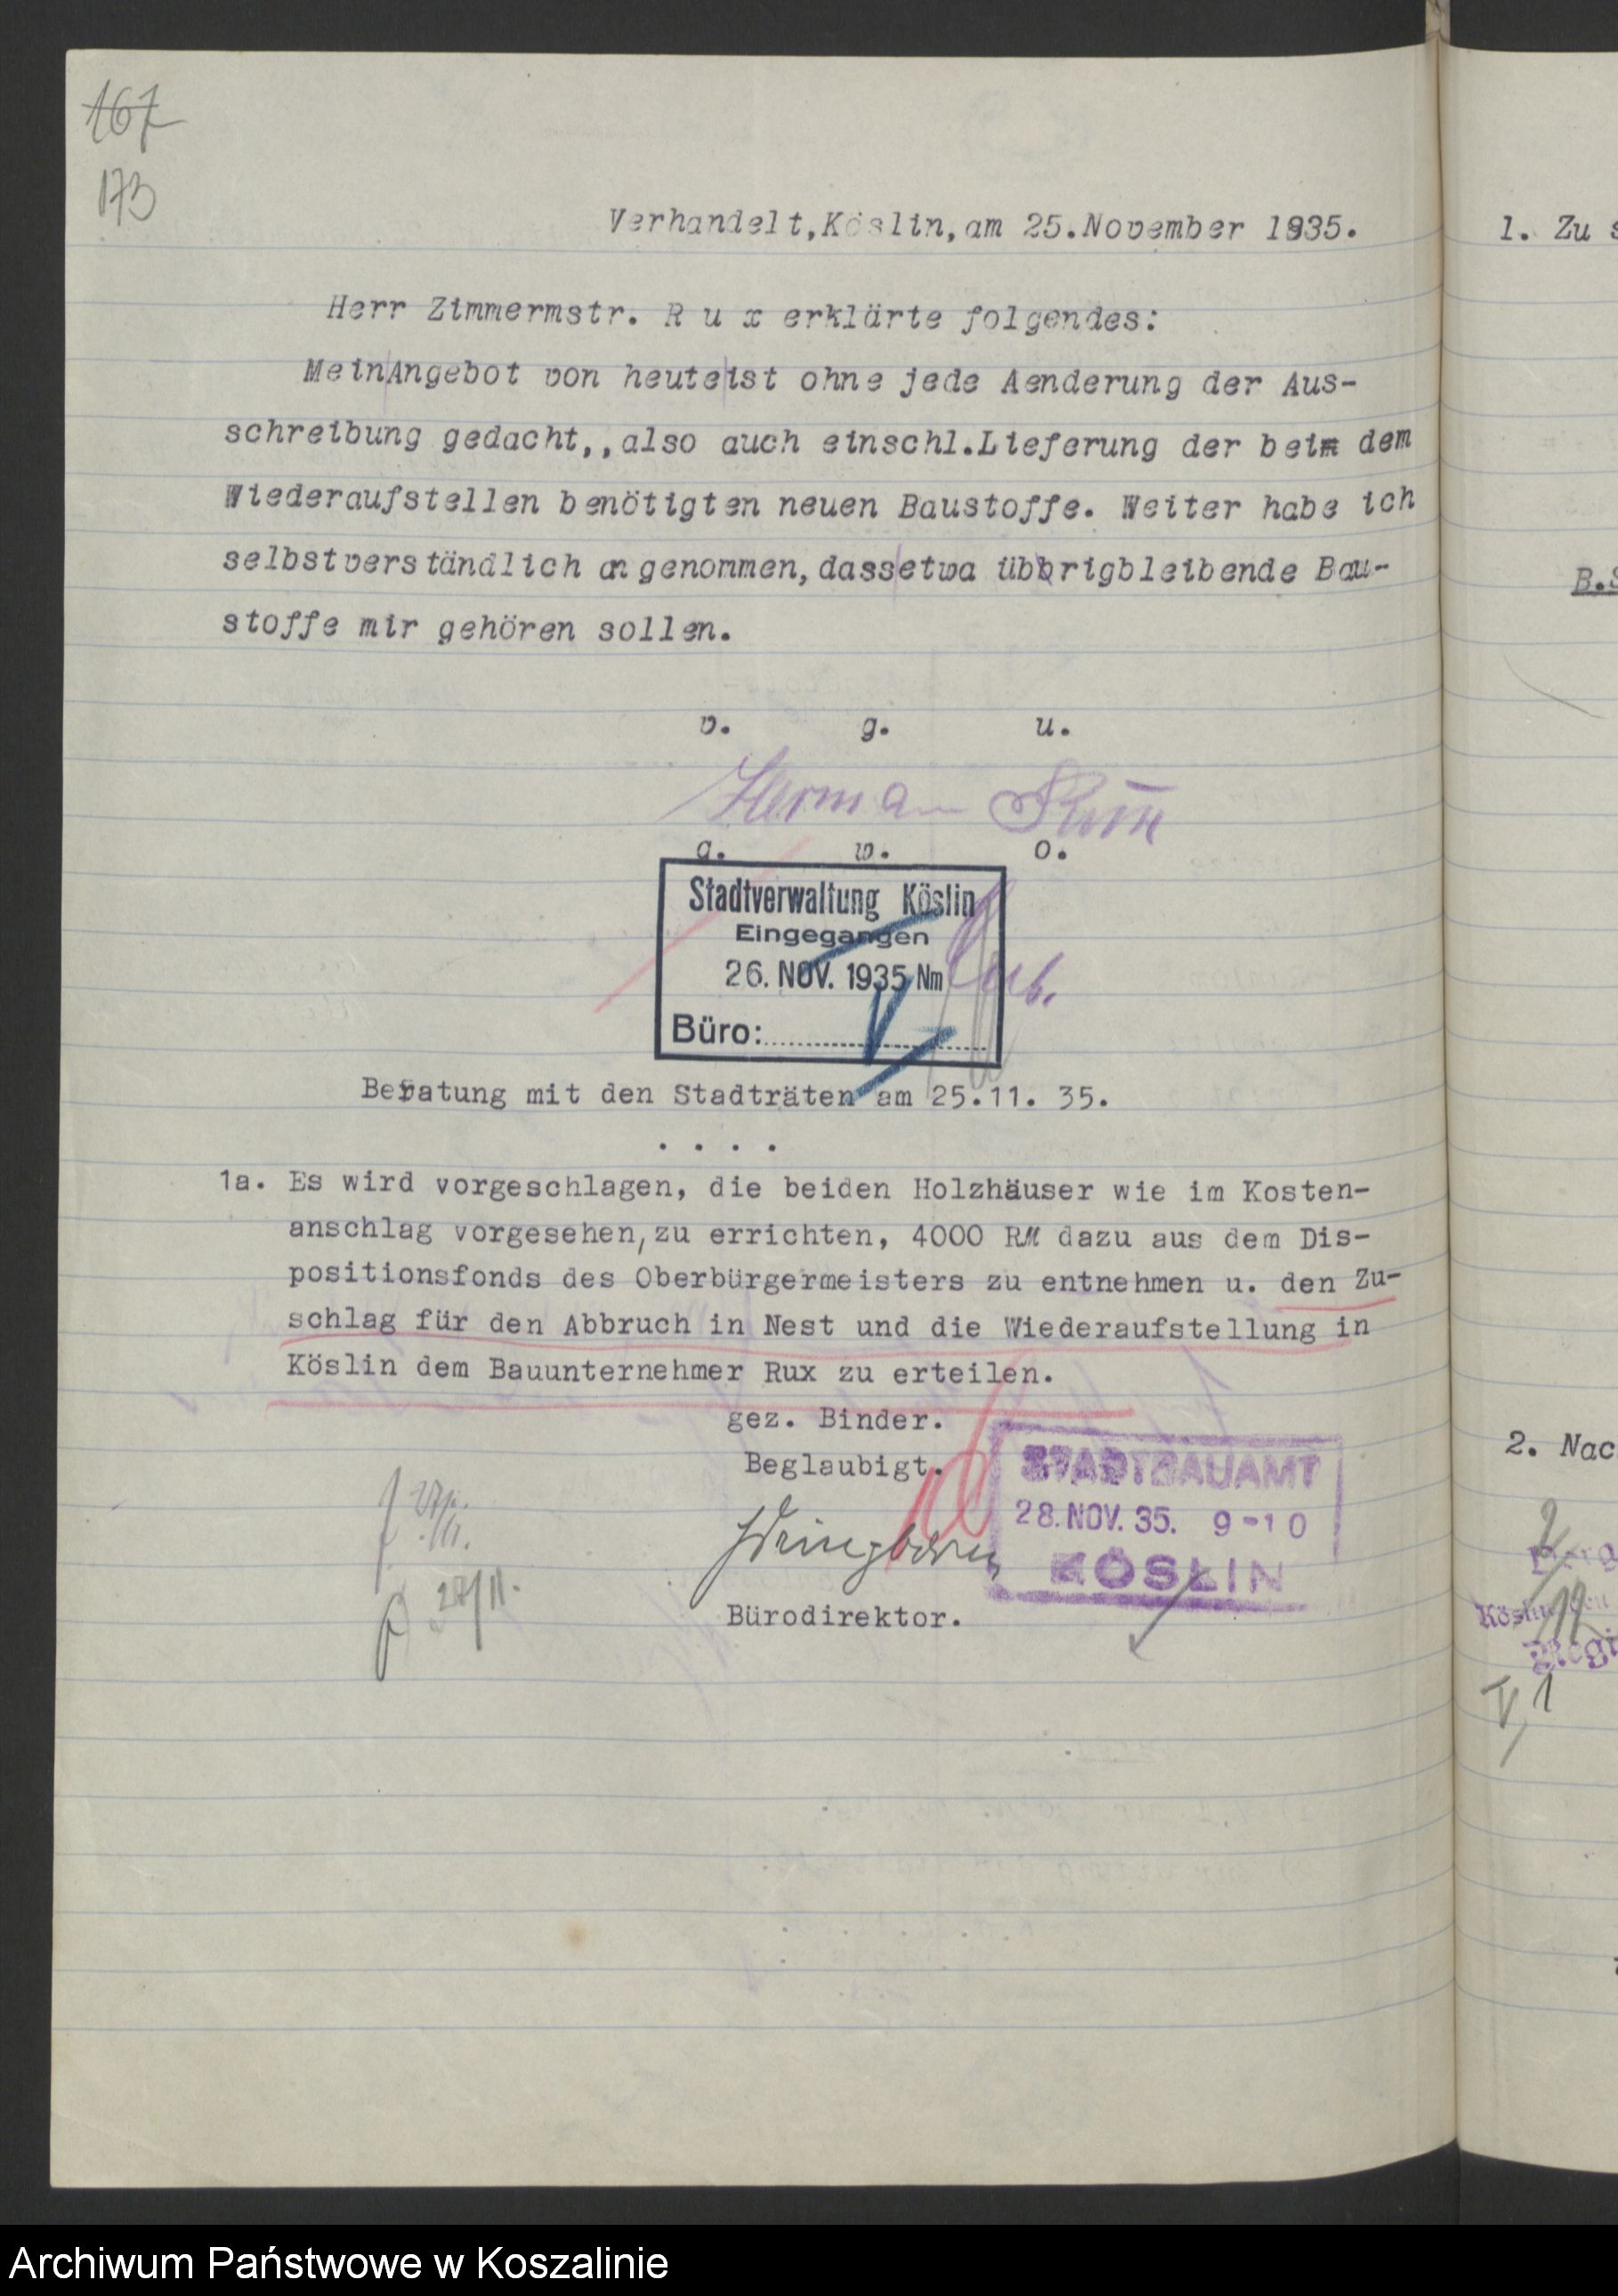 167
173
Verhandelt,Köslin,am 25.November 1935.
Herr Zimmermstr. R u x erklärte folgendes:
Mein|Angebot von heute|ist ohne jede Aenderung der Aus-
schreibung gedacht,,also auch einschl.Lieferung der bei dem
Wiederaufstellen benötigten neuen Baustoffe. Weiter habe ich
selbstverständlich angenommen,dass|etwa übbrigbleibende Bau-
stoffe mir gehören sollen.
v. g. u.
Herman Rux
a. w. o.
Stadtverwaltung Köslin
Eingegangen
26. NOV. 1935 Nm
Büro:
Beratung mit den Stadträten am 25.11. 35.
. . . .
1a. Es wird vorgeschlagen, die beiden Holzhäuser wie im Kosten-
anschlag vorgesehen,zu errichten, 4000 RM dazu aus dem Dis-
positionsfonds des Oberbürgermeisters zu entnehmen u. den Zu-
schlag für den Abbruch in Nest und die Wiederaufstellung in
Köslin dem Bauunternehmer Rux zu erteilen.
gez. Binder.
Beglaubigt.
STADTBAUAMT
28.NOV. 35. 9-10
KÖSLIN
27/11.
Bürodirektor.
1. Zu
B.S
2. Nac
V,1
Archiwum Państwowe w Koszalinie